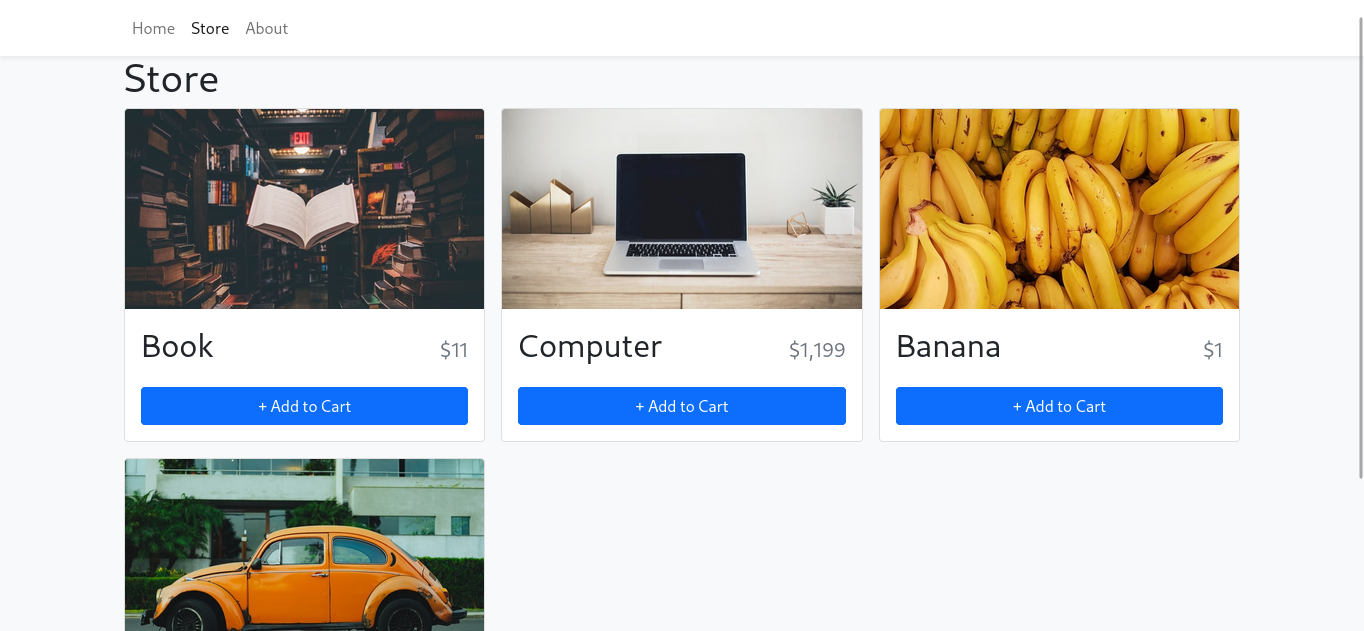 Home Store About
Store
EXIT
Book $11
+ Add to Cart
Computer $1,199
+ Add to Cart
Banana $1
+ Add to Cart